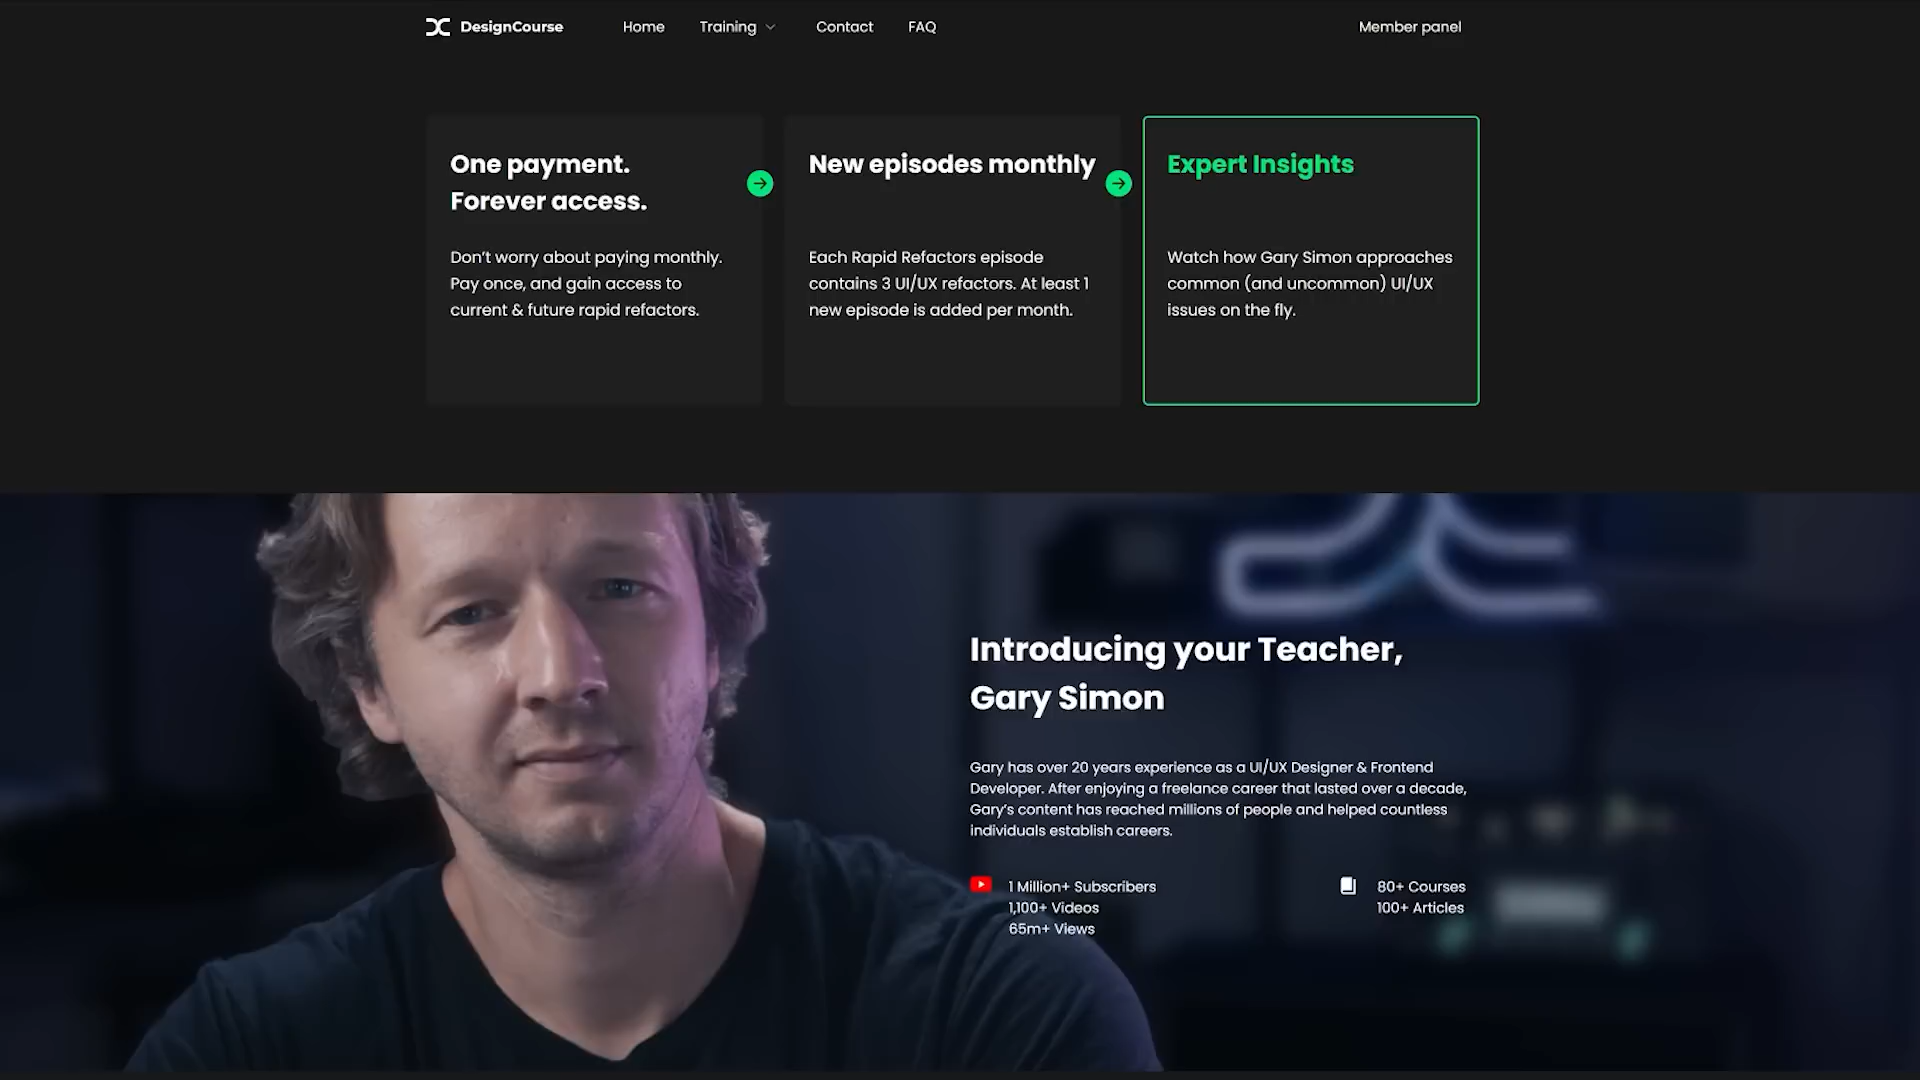 DesignCourse
Home
Training
Contact
FAQ
Member panel
One payment.
Forever access.
Don’t worry about paying monthly.
Pay once, and gain access to
current & future rapid refactors.
New episodes monthly
Each Rapid Refactors episode
contains 3 UI/UX refactors. At least 1
new episode is added per month.
Expert Insights
Watch how Gary Simon approaches
common (and uncommon) UI/UX
issues on the fly.
Introducing your Teacher,
Gary Simon
Gary has over 20 years experience as a UI/UX Designer & Frontend
Developer. After enjoying a freelance career that lasted over a decade,
Gary’s content has reached millions of people and helped countless
individuals establish careers.
1 Million+ Subscribers
1,100+ Videos
65m+ Views
80+ Courses
100+ Articles